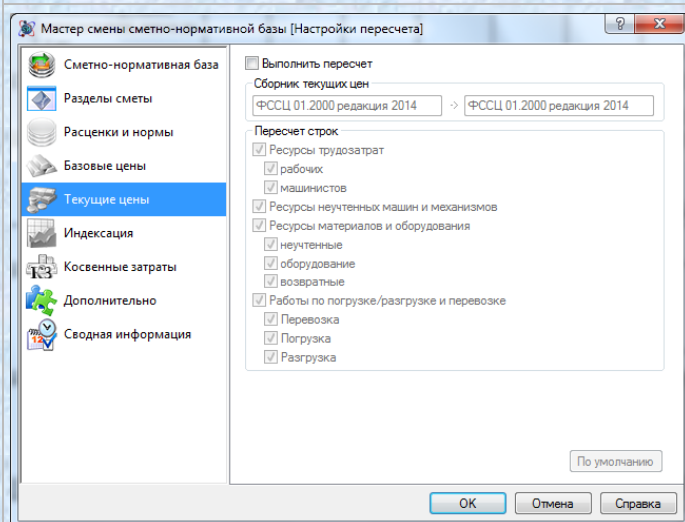 Мастер смены сметно-нормативной базы [Настройки пересчета]
Сметно-нормативная база
Разделы сметы
Расценки и нормы
Базовые цены
Текущие цены
Индексация
КЗ
Косвенные затраты
Дополнительно
12
Сводная информация
Выполнить пересчет
Сборник текущих цен
ФССЦ 01.2000 редакция 2014 -> ФССЦ 01.2000 редакция 2014
Пересчет строк
Ресурсы трудозатрат
рабочих
машинистов
Ресурсы неучтенных машин и механизмов
Ресурсы материалов и оборудования
неучтенные
оборудование
возвратные
Работы по погрузке/разгрузке и перевозке
Перевозка
Погрузка
Разгрузка
По умолчанию
OK Отмена Справка